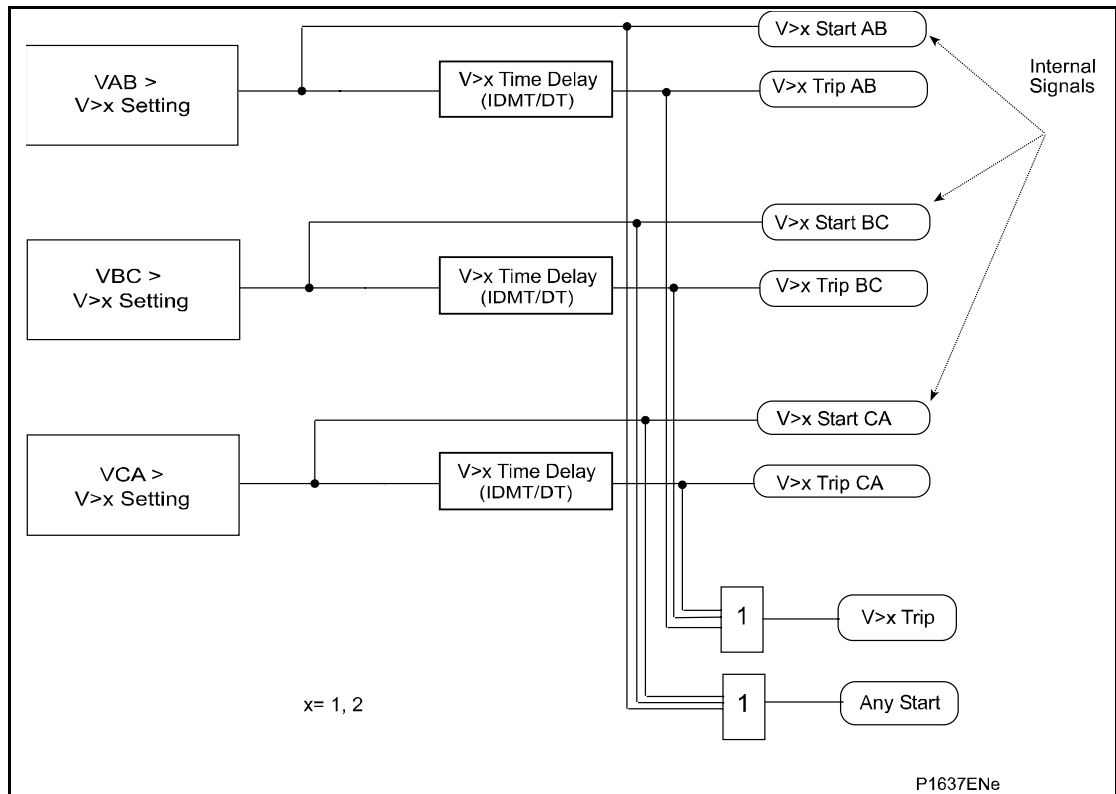 V>x Start AB
VAB >
V>x Setting
V>x Time Delay
(IDMT/DT)
V>x Trip AB
Internal
Signals
V>x Start BC
VBC >
V>x Setting
V>x Time Delay
(IDMT/DT)
V>x Trip BC
V>x Start CA
VCA >
V>x Setting
V>x Time Delay
(IDMT/DT)
V>x Trip CA
1
V>x Trip
x= 1, 2
1
Any Start
P1637ENe